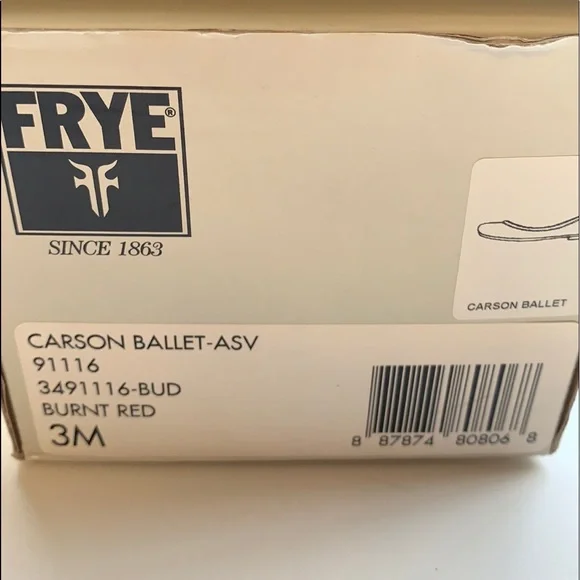 FRYE®
SINCE 1863
CARSON BALLET
CARSON BALLET-ASV
91116
3491116-BUD
BURNT RED
3M
8 87874 80806 8